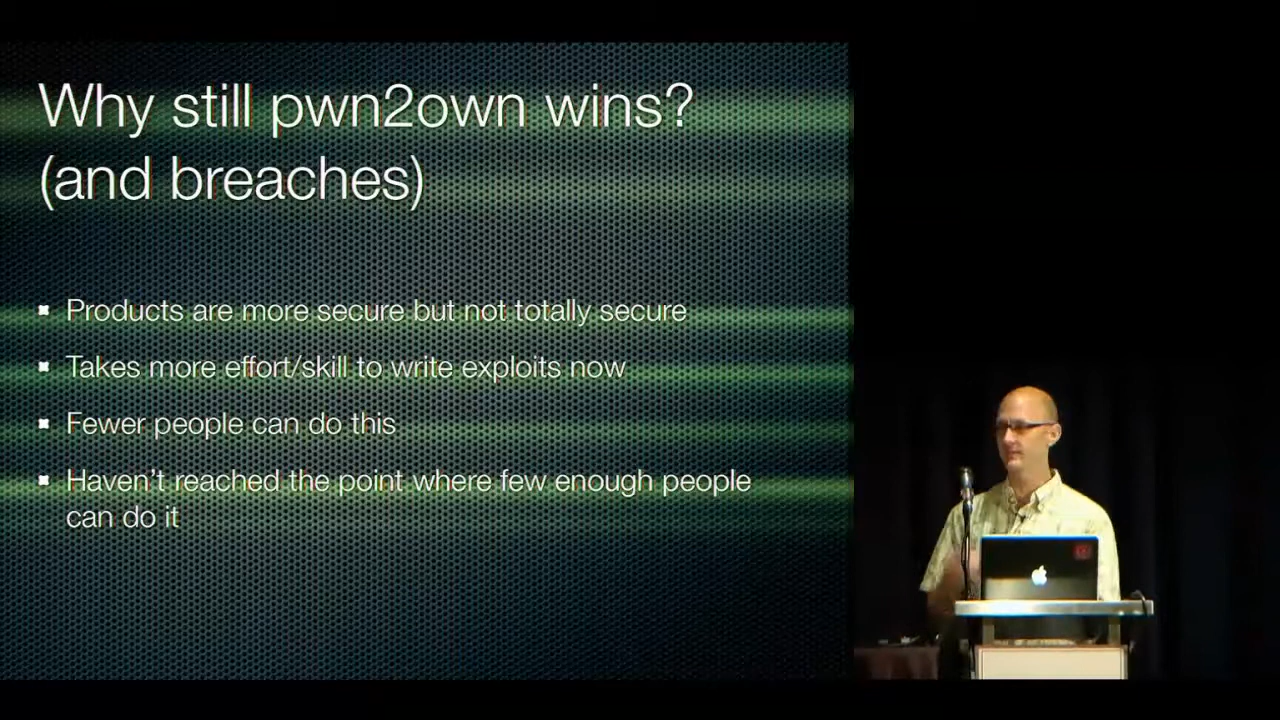 Why still pwn2own wins?
(and breaches)
Products are more secure but not totally secure
Takes more effort/skill to write exploits now
Fewer people can do this
Haven't reached the point where few enough people
can do it